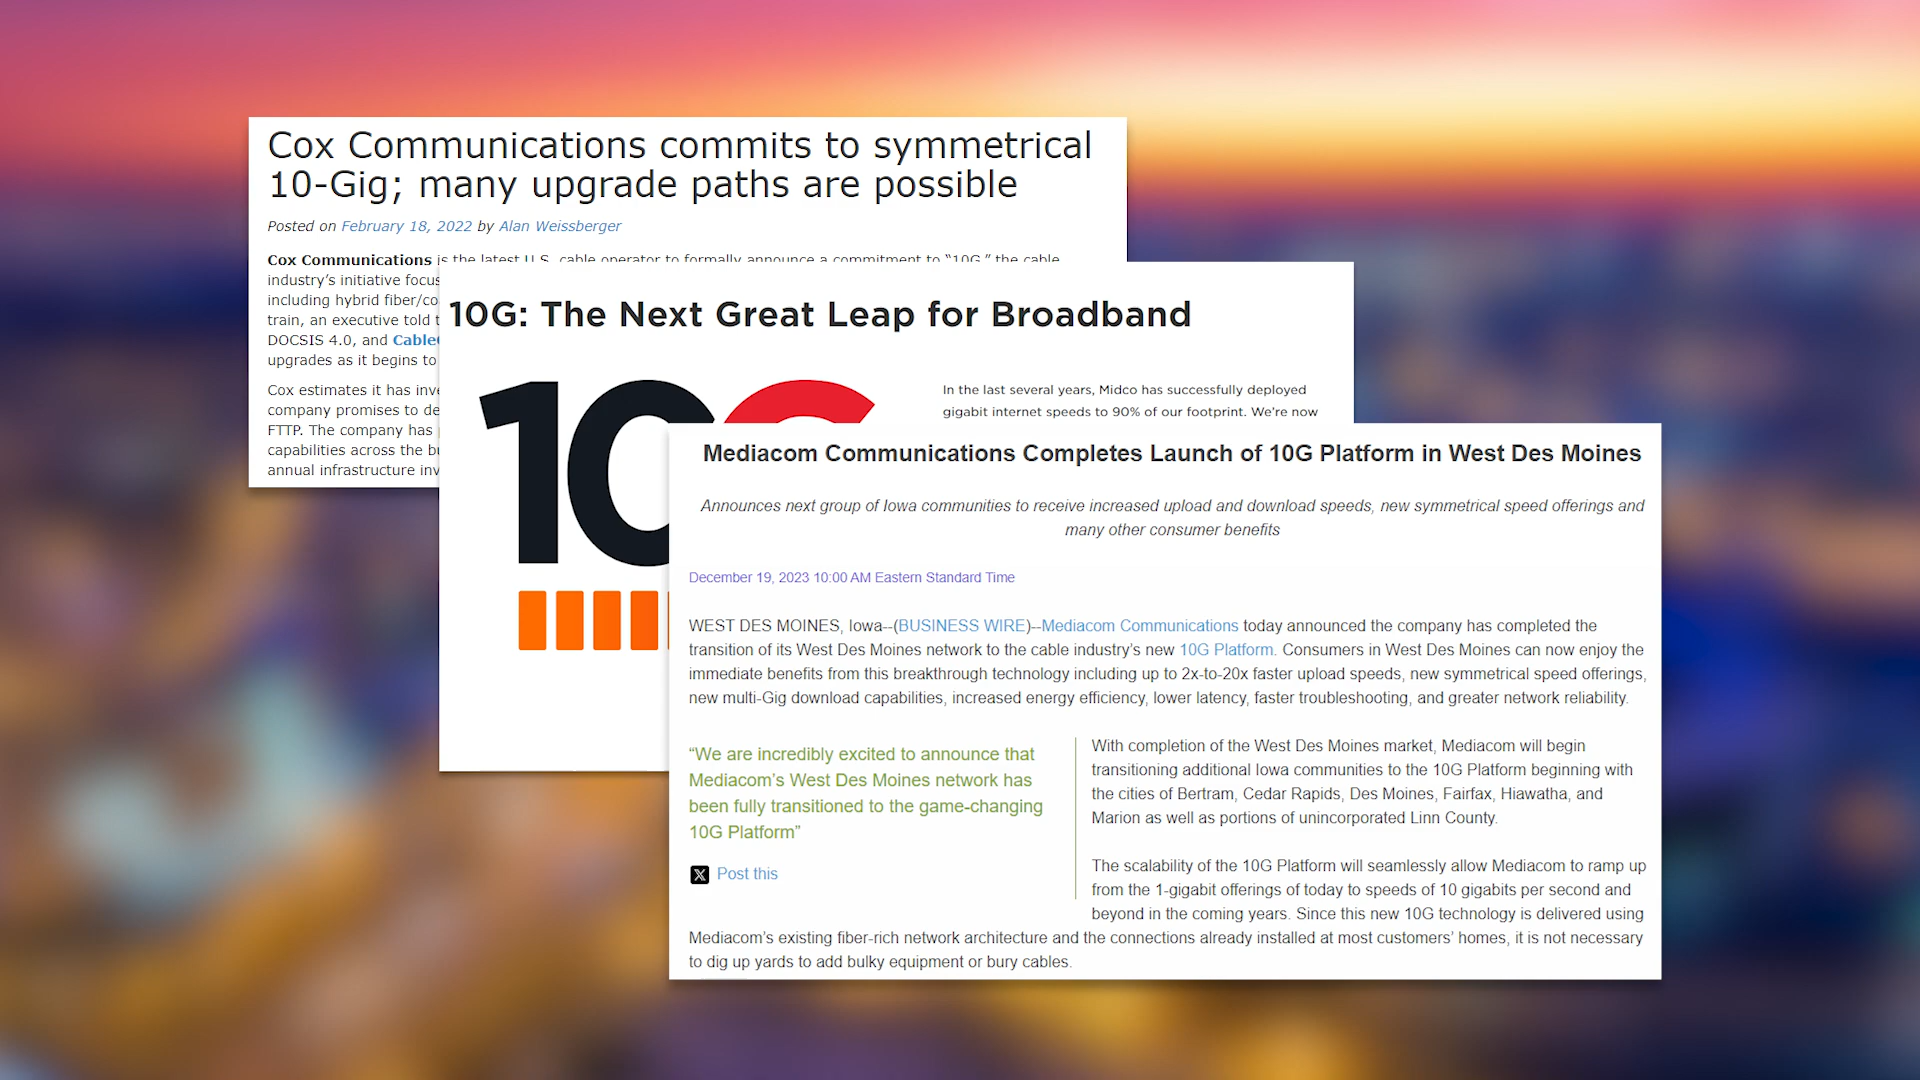 Cox Communications commits to symmetrical
10-Gig; many upgrade paths are possible
Posted on February 18, 2022 by Alan Weissberger
Cox Communications is the latest U.S. cable operator to formally announce a commitment to “10G,” the cable
industry’s initiative focus
including hybrid fiber/co
train, an executive told t
DOCSIS 4.0, and Cable
upgrades as it begins to
Cox estimates it has inve
company promises to de
FTTP. The company has
capabilities across the bu
annual infrastructure inv
10G: The Next Great Leap for Broadband
10G
In the last several years, Midco has successfully deployed
gigabit internet speeds to 90% of our footprint. We’re now
Mediacom Communications Completes Launch of 10G Platform in West Des Moines
Announces next group of Iowa communities to receive increased upload and download speeds, new symmetrical speed offerings and
many other consumer benefits
December 19, 2023 10:00 AM Eastern Standard Time
WEST DES MOINES, Iowa--(BUSINESS WIRE)--Mediacom Communications today announced the company has completed the
transition of its West Des Moines network to the cable industry’s new 10G Platform. Consumers in West Des Moines can now enjoy the
immediate benefits from this breakthrough technology including up to 2x-to-20x faster upload speeds, new symmetrical speed offerings,
new multi-Gig download capabilities, increased energy efficiency, lower latency, faster troubleshooting, and greater network reliability.
“We are incredibly excited to announce that
Mediacom’s West Des Moines network has
been fully transitioned to the game-changing
10G Platform”
Post this
With completion of the West Des Moines market, Mediacom will begin
transitioning additional Iowa communities to the 10G Platform beginning with
the cities of Bertram, Cedar Rapids, Des Moines, Fairfax, Hiawatha, and
Marion as well as portions of unincorporated Linn County.
The scalability of the 10G Platform will seamlessly allow Mediacom to ramp up
from the 1-gigabit offerings of today to speeds of 10 gigabits per second and
beyond in the coming years. Since this new 10G technology is delivered using
Mediacom’s existing fiber-rich network architecture and the connections already installed at most customers’ homes, it is not necessary
to dig up yards to add bulky equipment or bury cables.